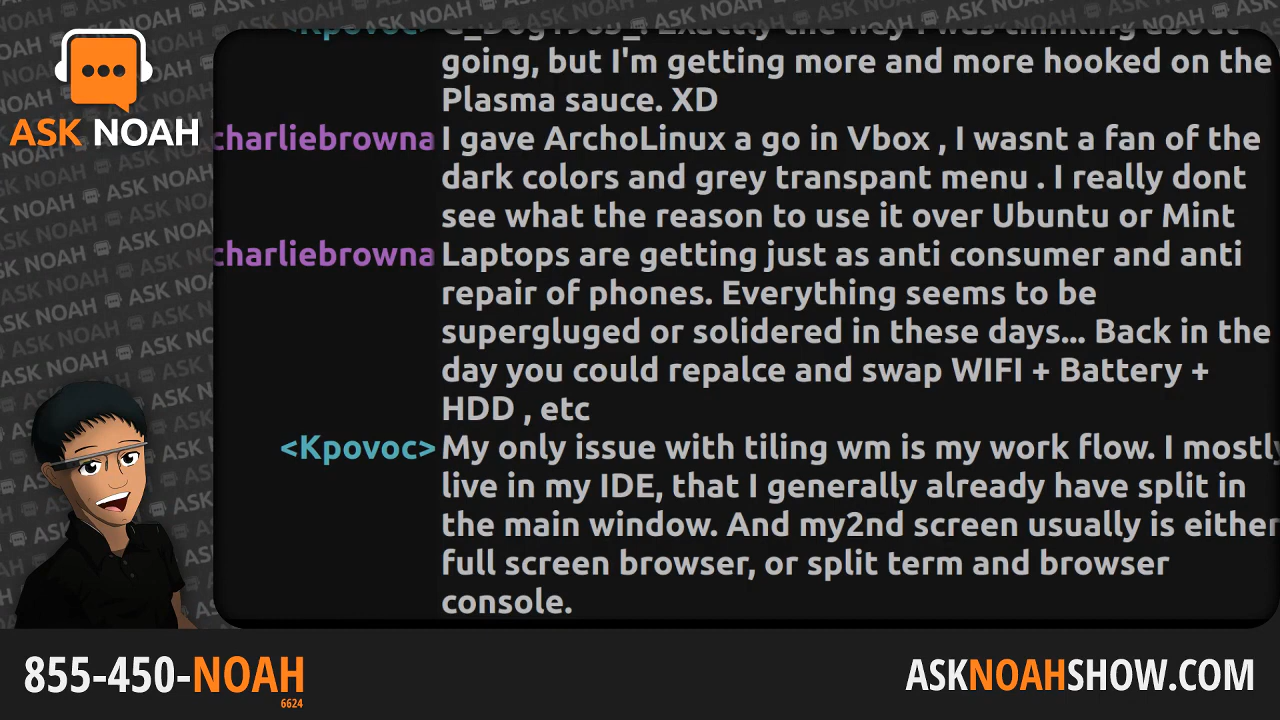 ASK NOAH
<Kpovoc>
going, but I'm getting more and more hooked on the
Plasma sauce. XD
charliebrowna
I gave ArchoLinux a go in Vbox , I wasnt a fan of the
dark colors and grey transpant menu . I really dont
see what the reason to use it over Ubuntu or Mint
charliebrowna
Laptops are getting just as anti consumer and anti
repair of phones. Everything seems to be
supergluged or solidered in these days... Back in the
day you could repalce and swap WIFI + Battery +
HDD , etc
<Kpovoc>
My only issue with tiling wm is my work flow. I mostly
live in my IDE, that I generally already have split in
the main window. And my2nd screen usually is either
full screen browser, or split term and browser
console.
855-450-NOAH
6624
ASKNOAHSHOW.COM